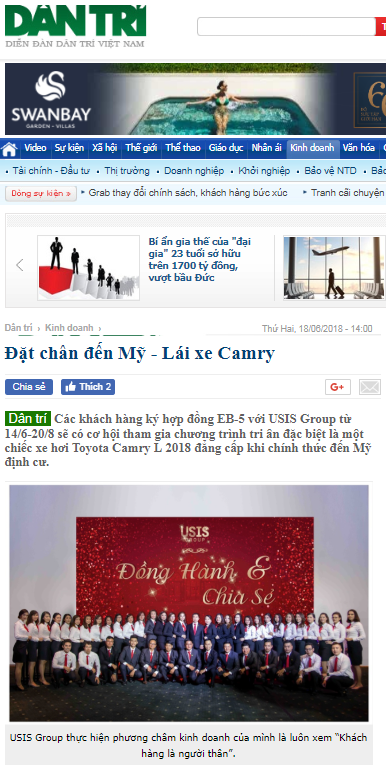 DÂN TRÍ
DIỄN ĐÀN DÂN TRÍ VIỆT NAM
SWANBAY
GARDEN - VILLAS
6
Video Sự kiện Xã hội Thế giới Thể thao Giáo dục Nhân ái Kinh doanh Văn hóa
Tài chính - Đầu tư Thị trường Doanh nghiệp Khởi nghiệp Bảo vệ NTD
Dòng sự kiện » Grab thay đổi chính sách, khách hàng bức xúc Tranh cãi chuyện
Bí ẩn gia thế của "đại
gia" 23 tuổi sở hữu
trên 1700 tỷ đồng,
vượt bầu Đức
Dân trí › Kinh doanh › Thứ Hai, 18/06/2018 - 14:00
Đặt chân đến Mỹ - Lái xe Camry
Chia sẻ Thích 2 G+
Dân trí Các khách hàng ký hợp đồng EB-5 với USIS Group từ
14/6-20/8 sẽ có cơ hội tham gia chương trình tri ân đặc biệt là một
chiếc xe hơi Toyota Camry L 2018 đẳng cấp khi chính thức đến Mỹ
định cư.
USIS
GROUP
Đồng Hành &
Chia Sẻ
USIS Group thực hiện phương châm kinh doanh của mình là luôn xem “Khách
hàng là người thân”.